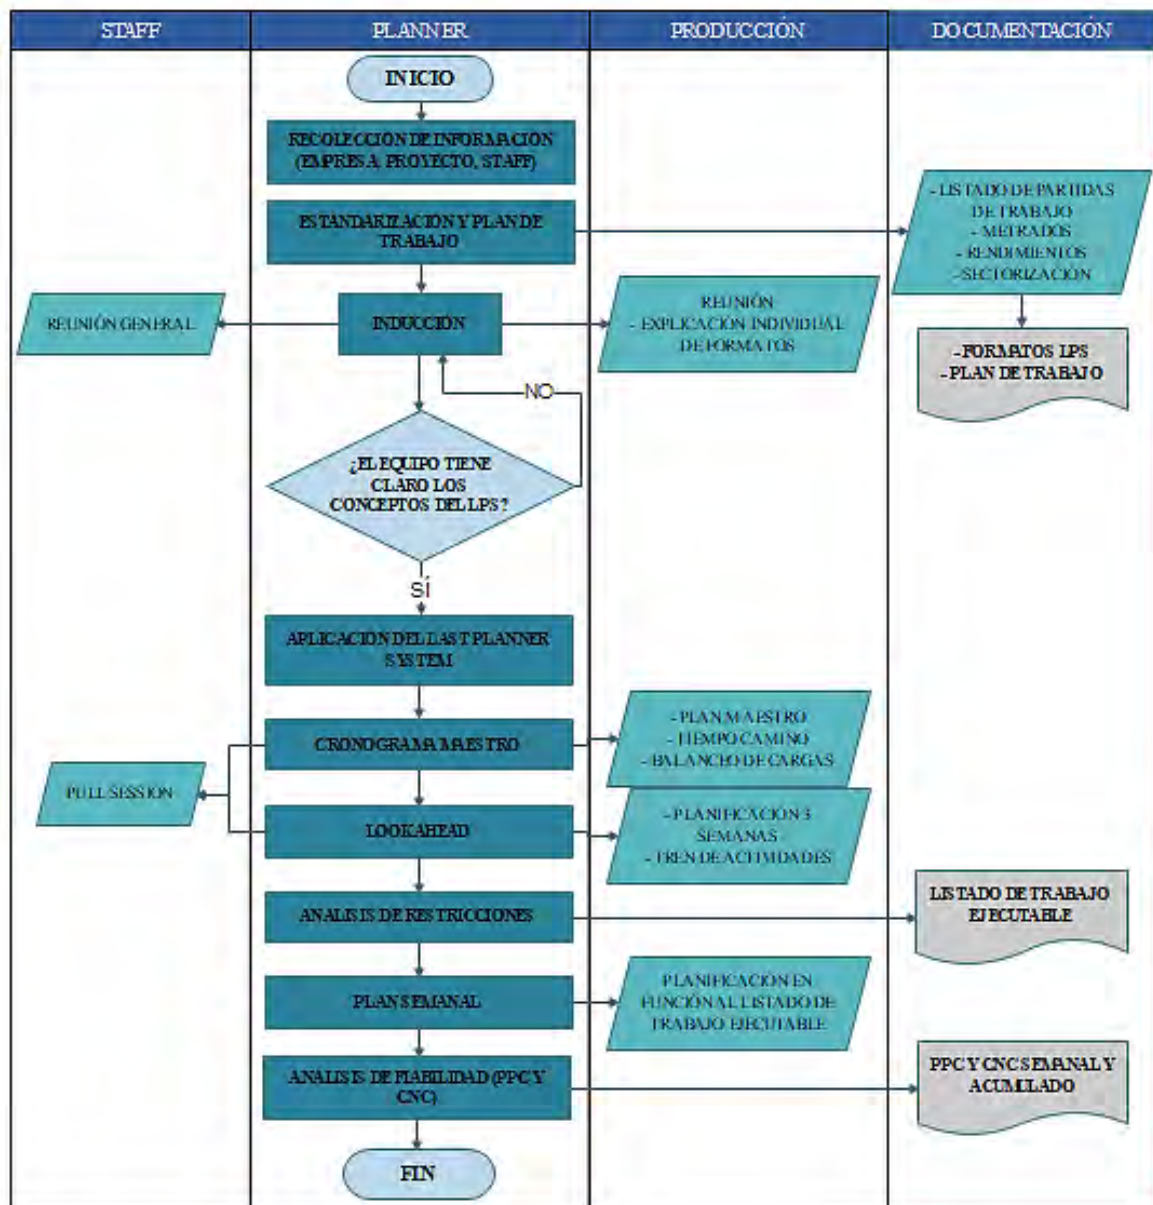 STAFF
PLANNER
PRODUCCIÓN
DOCUMENTACIÓN
INICIO
RECOLECCIÓN DE INFORMACIÓN
(EMPRESA, PROYECTO, STAFF)
ESTANDARIZACIÓN Y PLAN DE
TRABAJO
- LISTADO DE PARTIDAS
DE TRABAJO
- METRADOS
- RENDIMIENTOS
- SECTORIZACIÓN
REUNIÓN GENERAL
INDUCCIÓN
REUNIÓN
- EXPLICACIÓN INDIVIDUAL
DE FORMATOS
- FORMATOS LPS
- PLAN DE TRABAJO
NO
¿EL EQUIPO TIENE
CLARO LOS
CONCEPTOS DEL LPS?
SÍ
APLICACIÓN DEL LAST PLANNER
SYSTEM
CRONOGRAMA MAESTRO
- PLAN MAESTRO
- TIEMPO CAMINO
- BALANCEO DE CARGAS
PULL SESSION
LOOKAHEAD
- PLANIFICACIÓN 3
SEMANAS
- TREN DE ACTIVIDADES
ANÁLISIS DE RESTRICCIONES
LISTADO DE TRABAJO
EJECUTABLE
PLAN SEMANAL
PLANIFICACIÓN EN
FUNCIÓN AL LISTADO DE
TRABAJO EJECUTABLE
ANÁLISIS DE FIABILIDAD (PPC Y
CNC)
PPC Y CNC SEMANAL Y
ACUMULADO
FIN